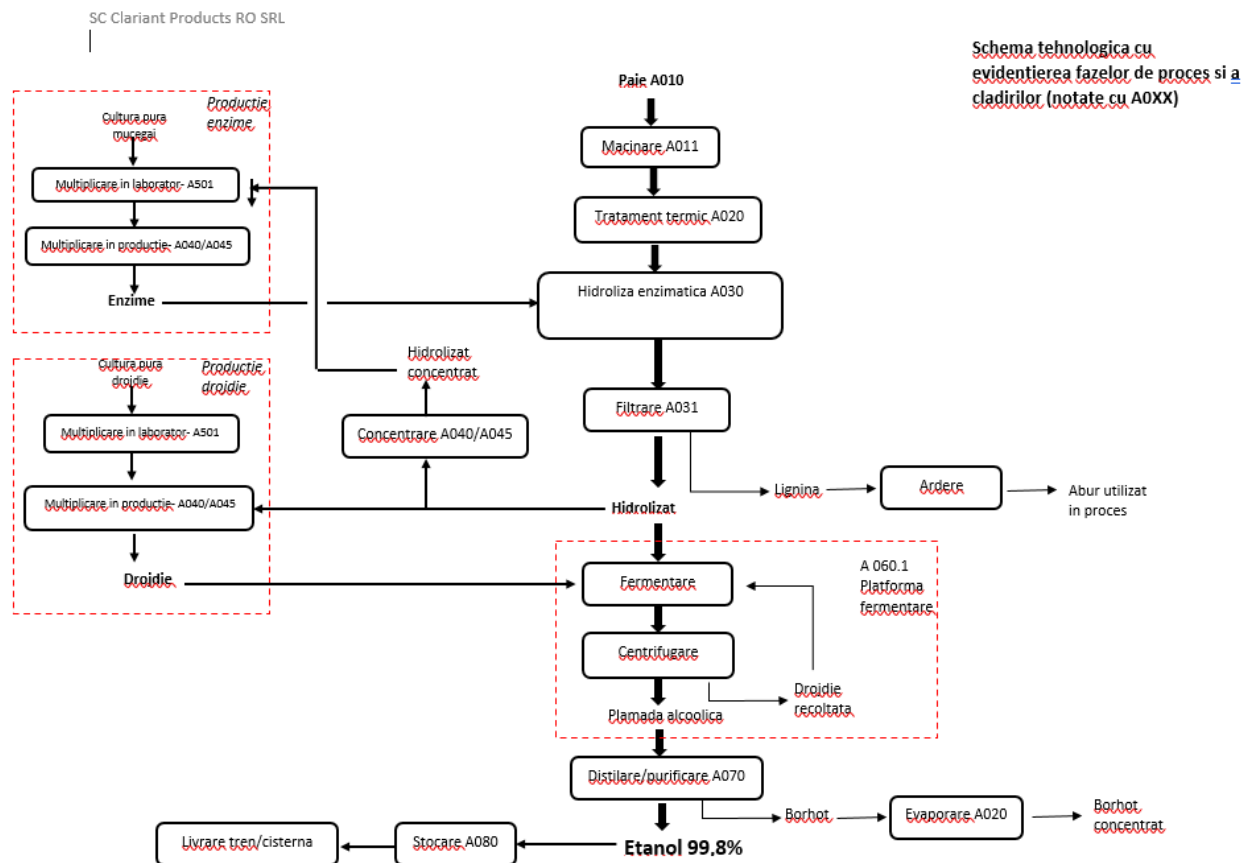 SC Clariant Products RO SRL
Schema tehnologica cu
evidentierea fazelor de proces si a
cladirilor (notate cu A0XX)
Paie A010
Macinare A011
Tratament termic A020
Hidroliza enzimatica A030
Filtrare A031
Hidrolizat
Productie
enzime
Cultura pura
mucegai
Multiplicare in laborator- A501
Multiplicare in productie- A040/A045
Enzime
Productie
droidie
Cultura pura
droidie
Multiplicare in laborator- A501
Multiplicare in productie- A040/A045
Droidie
Hidrolizat
concentrat
Concentrare A040/A045
Lignina
Ardere
Abur utilizat
in proces
A 060.1
Platforma
fermentare
Fermentare
Centrifugare
Droidie
recoltata
Plamada alcoolica
Distilare/purificare A070
Borhot
Evaporare A020
Borhot
concentrat
Etanol 99,8%
Stocare A080
Livrare tren/cisterna